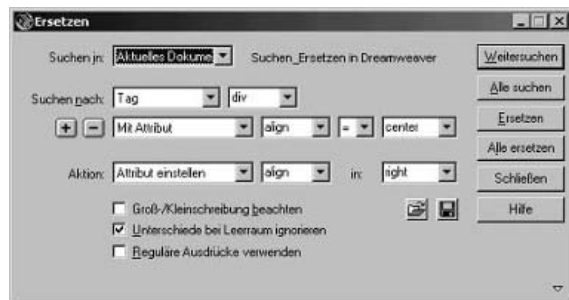 Ersetzen
Suchen in: Aktuelles Dokume Suchen_Ersetzen in Dreamweaver
Weitersuchen
Alle suchen
Suchen nach: Tag div
Ersetzen
+ − Mit Attribut align = center
Alle ersetzen
Aktion: Attribut einstellen align in: right
Schließen
Groß-/Kleinschreibung beachten
Hilfe
Unterschiede bei Leerraum ignorieren
Reguläre Ausdrücke verwenden